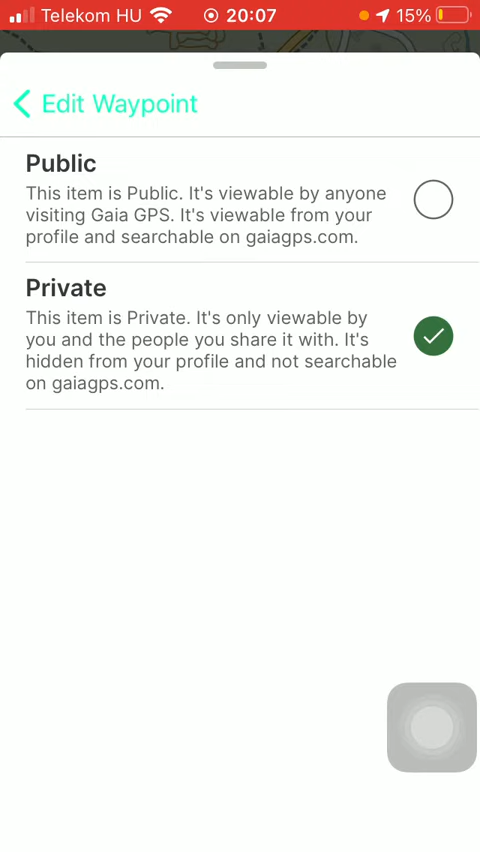 Telekom HU 20:07 15%
Edit Waypoint
Public
This item is Public. It's viewable by anyone
visiting Gaia GPS. It's viewable from your
profile and searchable on gaiagps.com.
Private
This item is Private. It's only viewable by
you and the people you share it with. It's
hidden from your profile and not searchable
on gaiagps.com.